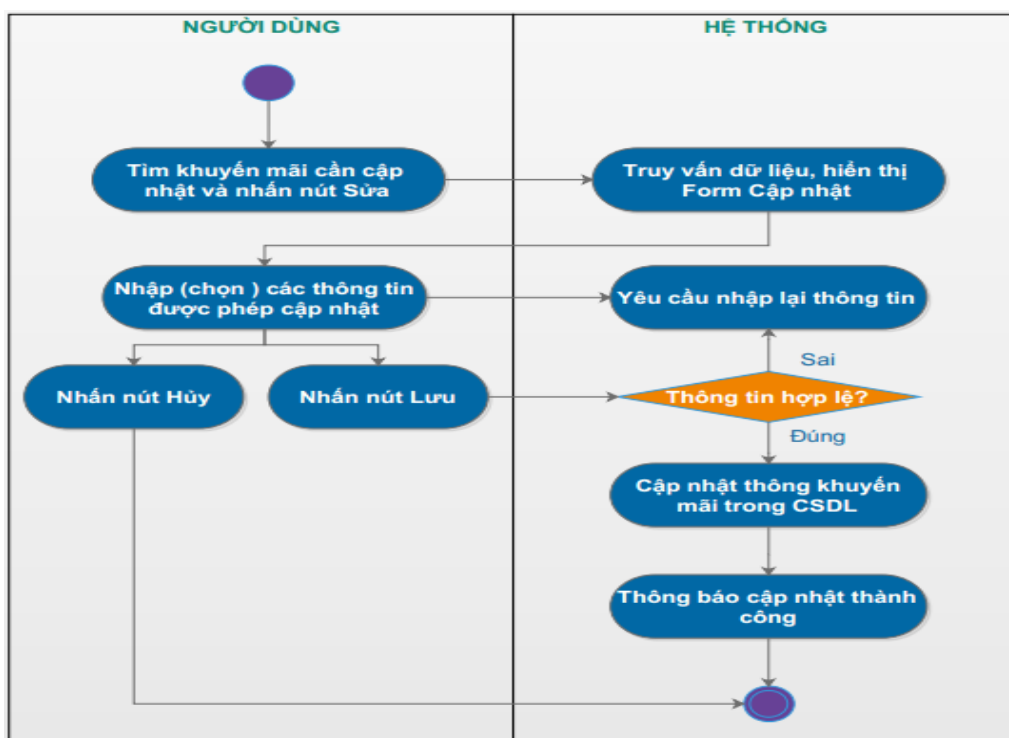 NGƯỜI DÙNG
HỆ THỐNG
Tìm khuyến mãi cần cập
nhật và nhấn nút Sửa
Truy vấn dữ liệu, hiển thị
Form Cập nhật
Nhập (chọn ) các thông tin
được phép cập nhật
Yêu cầu nhập lại thông tin
Sai
Nhấn nút Hủy
Nhấn nút Lưu
Thông tin hợp lệ?
Đúng
Cập nhật thông khuyến
mãi trong CSDL
Thông báo cập nhật thành
công